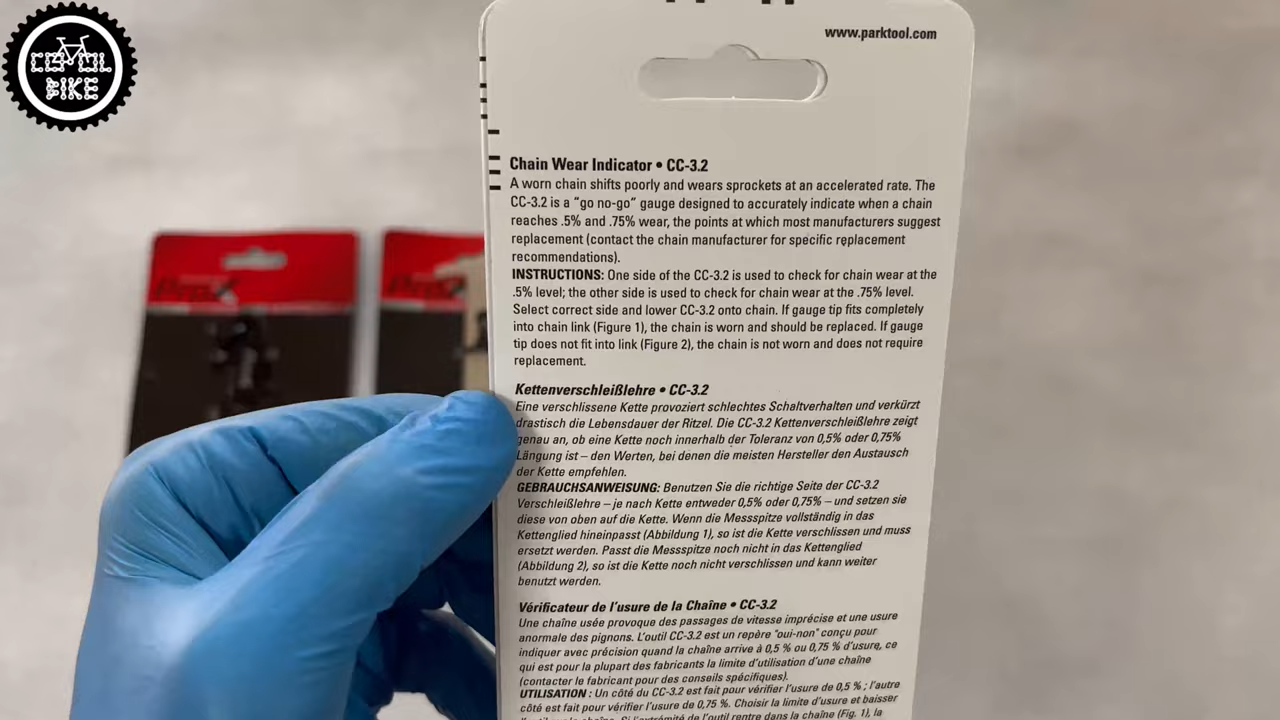 CEMOL
BIKE
www.parktool.com
Chain Wear Indicator • CC-3.2
A worn chain shifts poorly and wears sprockets at an accelerated rate. The
CC-3.2 is a “go no-go” gauge designed to accurately indicate when a chain
reaches .5% and .75% wear, the points at which most manufacturers suggest
replacement (contact the chain manufacturer for specific replacement
recommendations).
INSTRUCTIONS: One side of the CC-3.2 is used to check for chain wear at the
.5% level; the other side is used to check for chain wear at the .75% level.
Select correct side and lower CC-3.2 onto chain. If gauge tip fits completely
into chain link (Figure 1), the chain is worn and should be replaced. If gauge
tip does not fit into link (Figure 2), the chain is not worn and does not require
replacement.
Kettenverschleißlehre • CC-3.2
Eine verschlissene Kette provoziert schlechtes Schaltverhalten und verkürzt
drastisch die Lebensdauer der Ritzel. Die CC-3.2 Kettenverschleißlehre zeigt
genau an, ob eine Kette noch innerhalb der Toleranz von 0,5% oder 0,75%
Längung ist – den Werten, bei denen die meisten Hersteller den Austausch
der Kette empfehlen.
GEBRAUCHSANWEISUNG: Benutzen Sie die richtige Seite der CC-3.2
Verschleißlehre – je nach Kette entweder 0,5% oder 0,75% – und setzen sie
diese von oben auf die Kette. Wenn die Messspitze vollständig in das
Kettenglied hineinpasst (Abbildung 1), so ist die Kette verschlissen und muss
ersetzt werden. Passt die Messspitze noch nicht in das Kettenglied
(Abbildung 2), so ist die Kette noch nicht verschlissen und kann weiter
benutzt werden.
Vérificateur de l'usure de la Chaîne • CC-3.2
Une chaîne usée provoque des passages de vitesse imprécise et une usure
anormale des pignons. L'outil CC-3.2 est un repère "oui-non" conçu pour
indiquer avec précision quand la chaîne arrive à 0,5 % ou 0,75 % d'usure, ce
qui est pour la plupart des fabricants la limite d'utilisation d'une chaîne
(contacter le fabricant pour des conseils spécifiques).
UTILISATION : Un côté du CC-3.2 est fait pour vérifier l'usure de 0,5 % ; l'autre
côté est fait pour vérifier l'usure de 0,75 %. Choisir la limite d'usure et baisser
l'outil sur la chaîne. Si l'extrémité de l'outil rentre dans la chaîne (Fig. 1), la